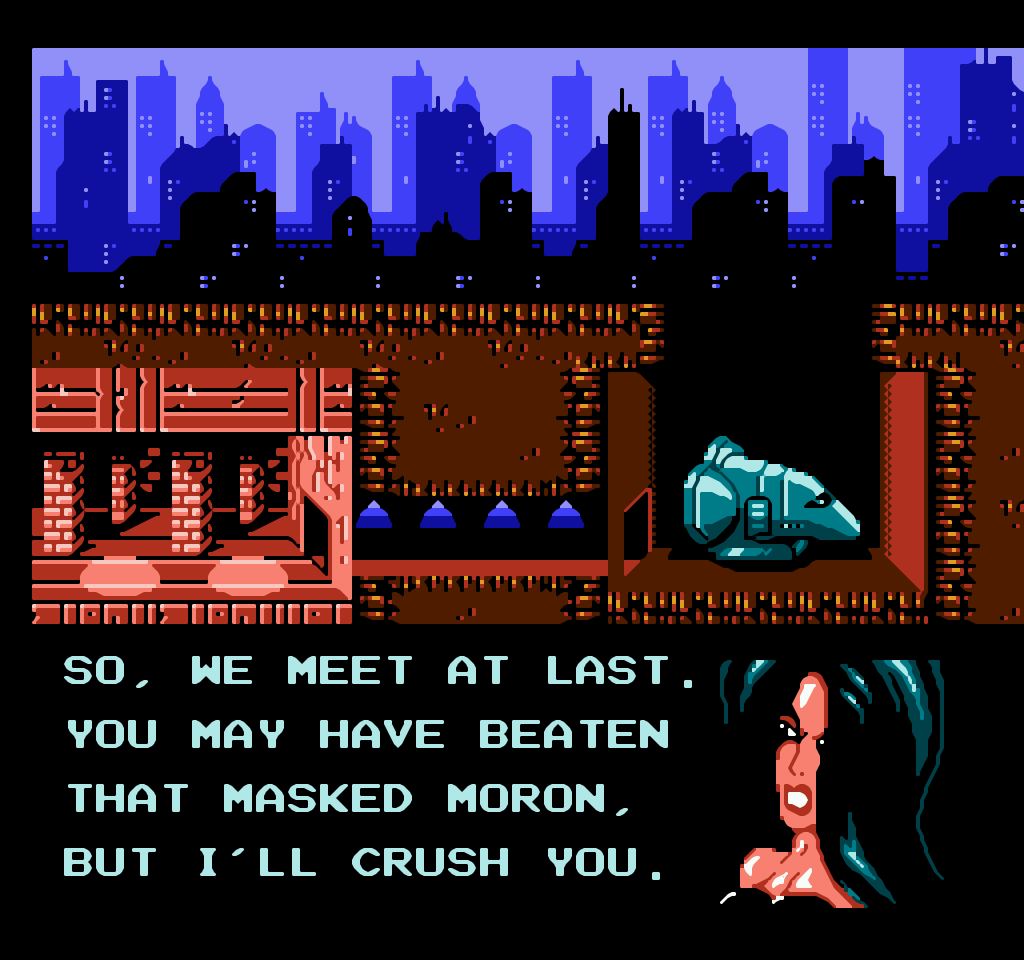 SO, WE MEET AT LAST.
YOU MAY HAVE BEATEN
THAT MASKED MORON,
BUT I'LL CRUSH YOU.